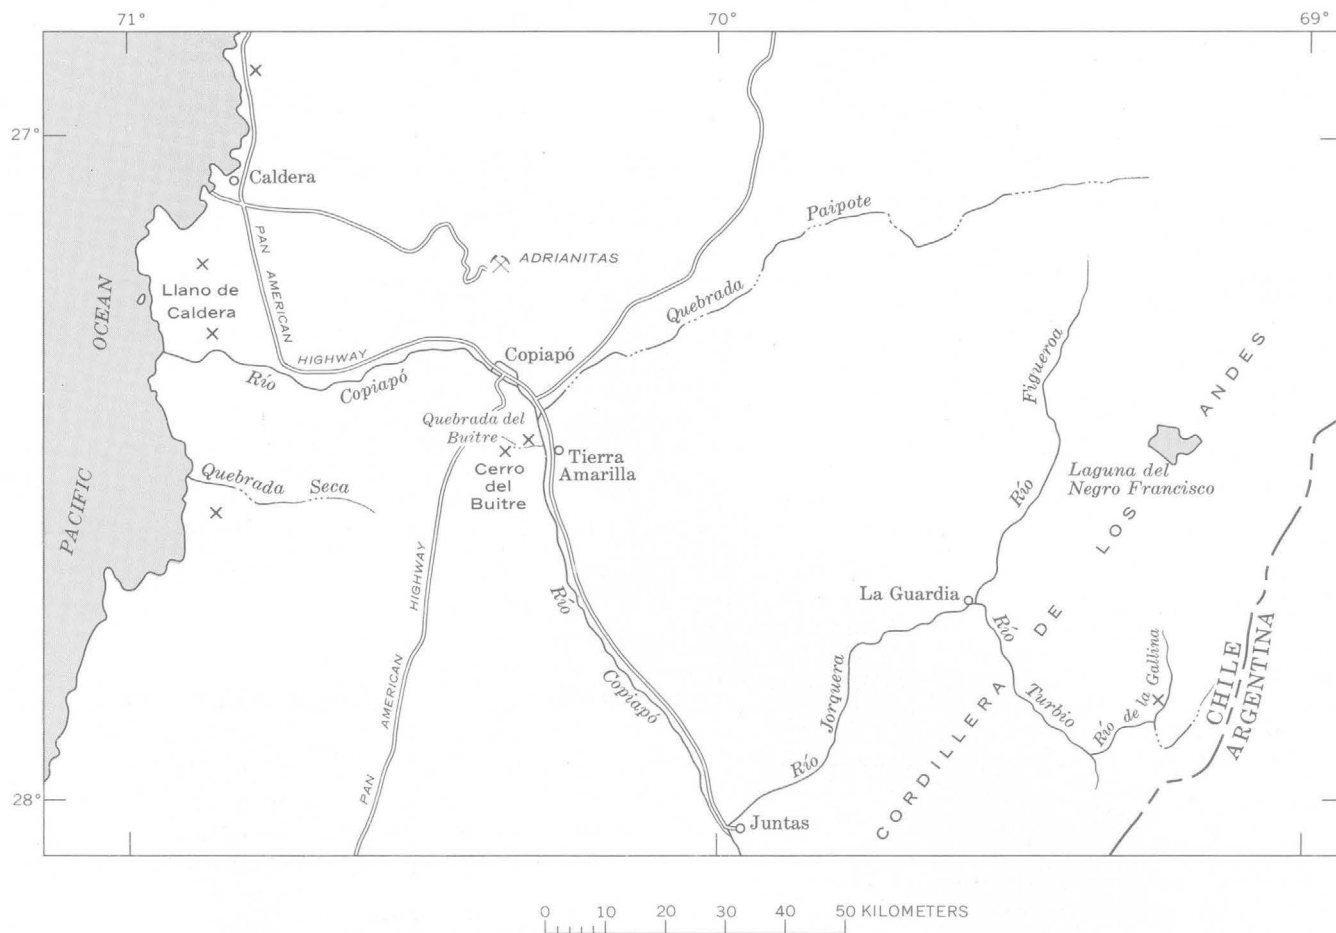 71°
70°
69°
27°
Caldera
PAN AMERICAN
Paipote
ADRIANITAS
Llano de
Caldera
Quebrada
PACIFIC OCEAN
HIGHWAY
Copiapó
Río Copiapó
Figueroa
Río
CORDILLERA DE LOS ANDES
Quebrada del
Buitre
Tierra
Amarilla
Cerro
del
Buitre
Laguna del
Negro Francisco
Quebrada Seca
PAN AMERICAN HIGHWAY
Río Copiapó
La Guardia
Río Turbio
Río de la Gallina
CHILE
ARGENTINA
Río Jorquera
28°
Juntas
0 10 20 30 40 50 KILOMETERS